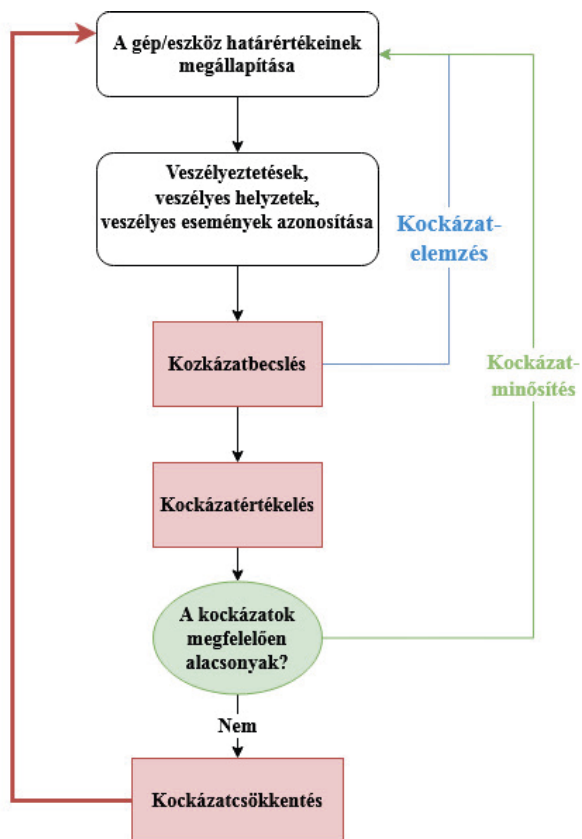 A gép/eszköz határértékeinek
megállapítása
Veszélyeztetések,
veszélyes helyzetek,
veszélyes események azonosítása
Kockázat-
elemzés
Kozkázatbecslés
Kockázat-
minősítés
Kockázatértékelés
A kockázatok
megfelelően
alacsonyak?
Nem
Kockázatcsökkentés